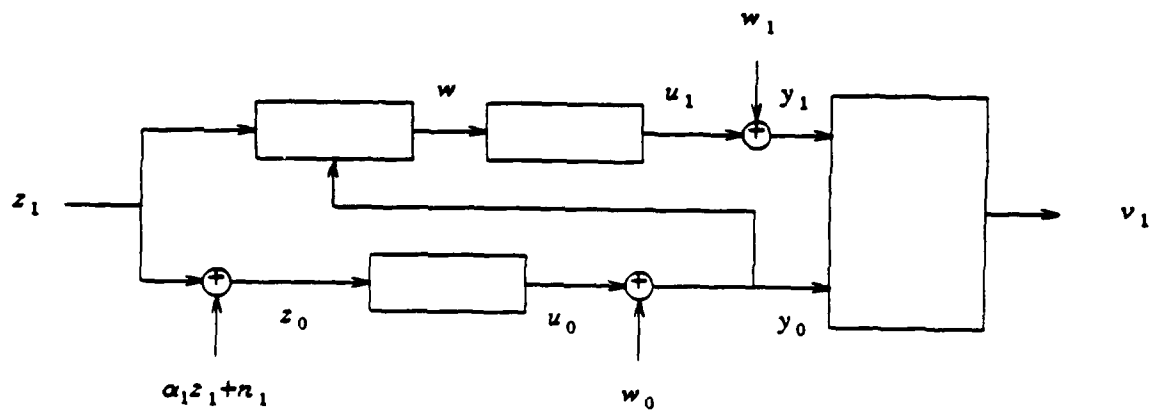 w₁
w
u₁
y₁
+
z₁
v₁
+
+
z₀
u₀
y₀
α₁z₁+n₁
w₀